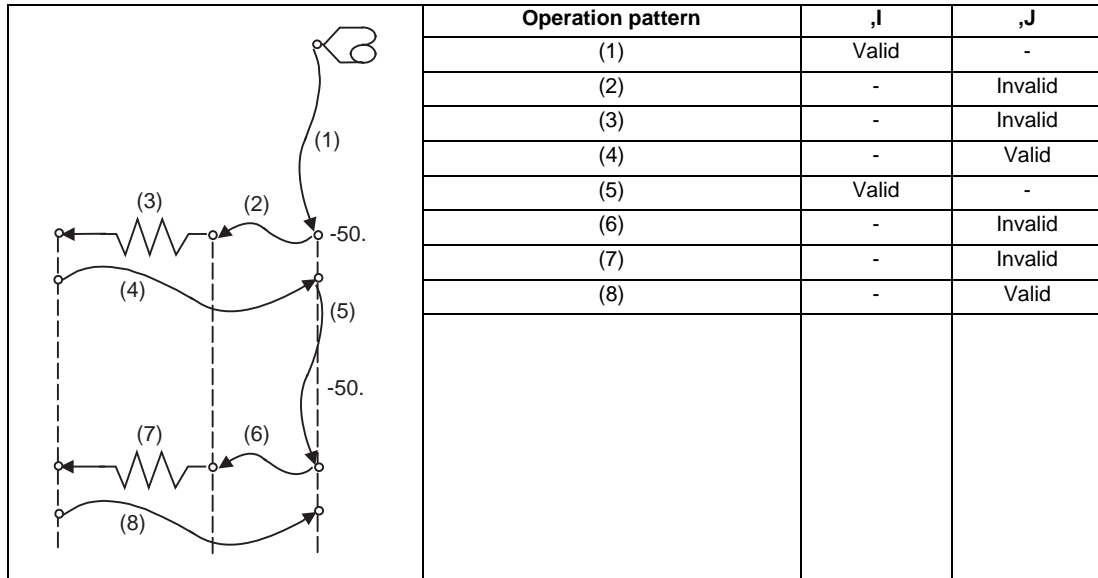 Operation pattern ,I ,J
(1) Valid -
(2) - Invalid
(3) - Invalid
(4) - Valid
(5) Valid -
(6) - Invalid
(7) - Invalid
(8) - Valid
(1)
(3) (2) -50.
(4) (5)
-50.
(7) (6)
(8)